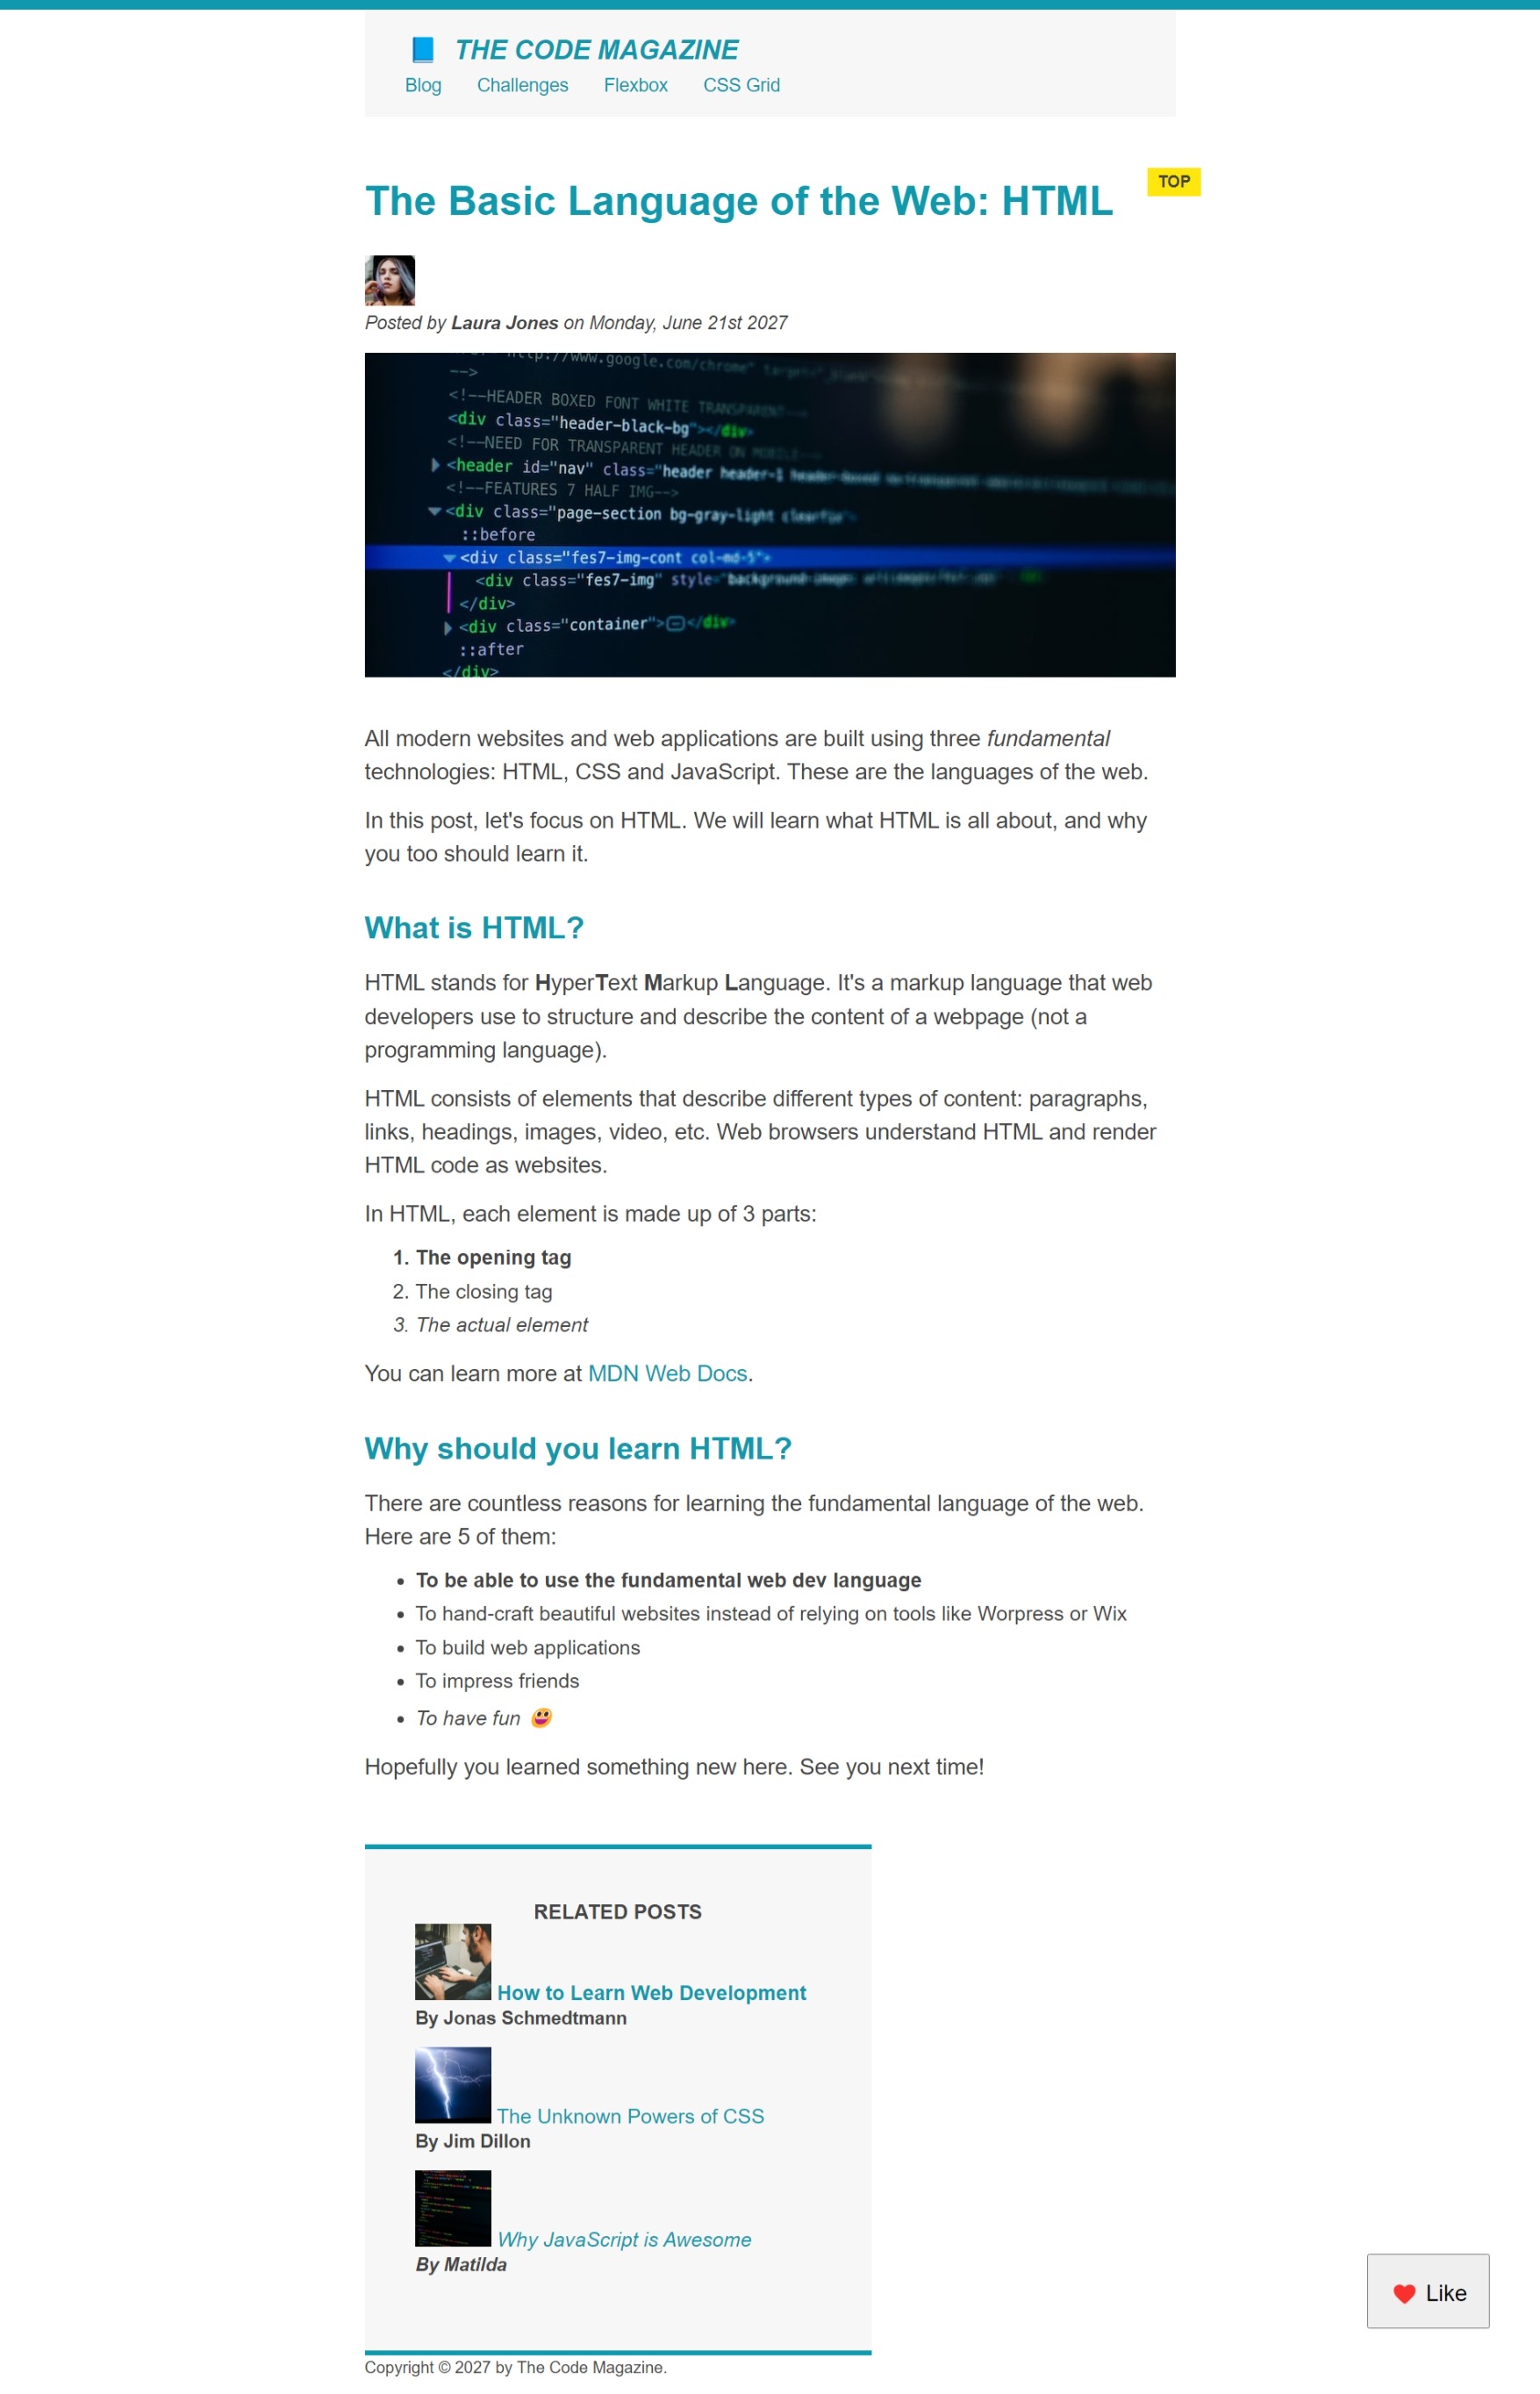 📘 THE CODE MAGAZINE
Blog Challenges Flexbox CSS Grid
TOP
The Basic Language of the Web: HTML
Posted by Laura Jones on Monday, June 21st 2027
-->
<!--HEADER BOXED FONT WHITE TRANSPARENT-->
<div class="header-black-bg"></div>
<!--NEED FOR TRANSPARENT HEADER ON MOBILE-->
<header id="nav" class="header header-1
<!--FEATURES 7 HALF IMG-->
<div class="page-section bg-gray-light clearfix">
::before
<div class="fes7-img-cont col-md-5">
<div class="fes7-img" style="background-image:
</div>
<div class="container"></div>
::after
</div>
All modern websites and web applications are built using three fundamental
technologies: HTML, CSS and JavaScript. These are the languages of the web.
In this post, let's focus on HTML. We will learn what HTML is all about, and why
you too should learn it.
What is HTML?
HTML stands for HyperText Markup Language. It's a markup language that web
developers use to structure and describe the content of a webpage (not a
programming language).
HTML consists of elements that describe different types of content: paragraphs,
links, headings, images, video, etc. Web browsers understand HTML and render
HTML code as websites.
In HTML, each element is made up of 3 parts:
1. The opening tag
2. The closing tag
3. The actual element
You can learn more at MDN Web Docs.
Why should you learn HTML?
There are countless reasons for learning the fundamental language of the web.
Here are 5 of them:
• To be able to use the fundamental web dev language
• To hand-craft beautiful websites instead of relying on tools like Worpress or Wix
• To build web applications
• To impress friends
• To have fun 😃
Hopefully you learned something new here. See you next time!
RELATED POSTS
How to Learn Web Development
By Jonas Schmedtmann
The Unknown Powers of CSS
By Jim Dillon
Why JavaScript is Awesome
By Matilda
❤️ Like
Copyright © 2027 by The Code Magazine.